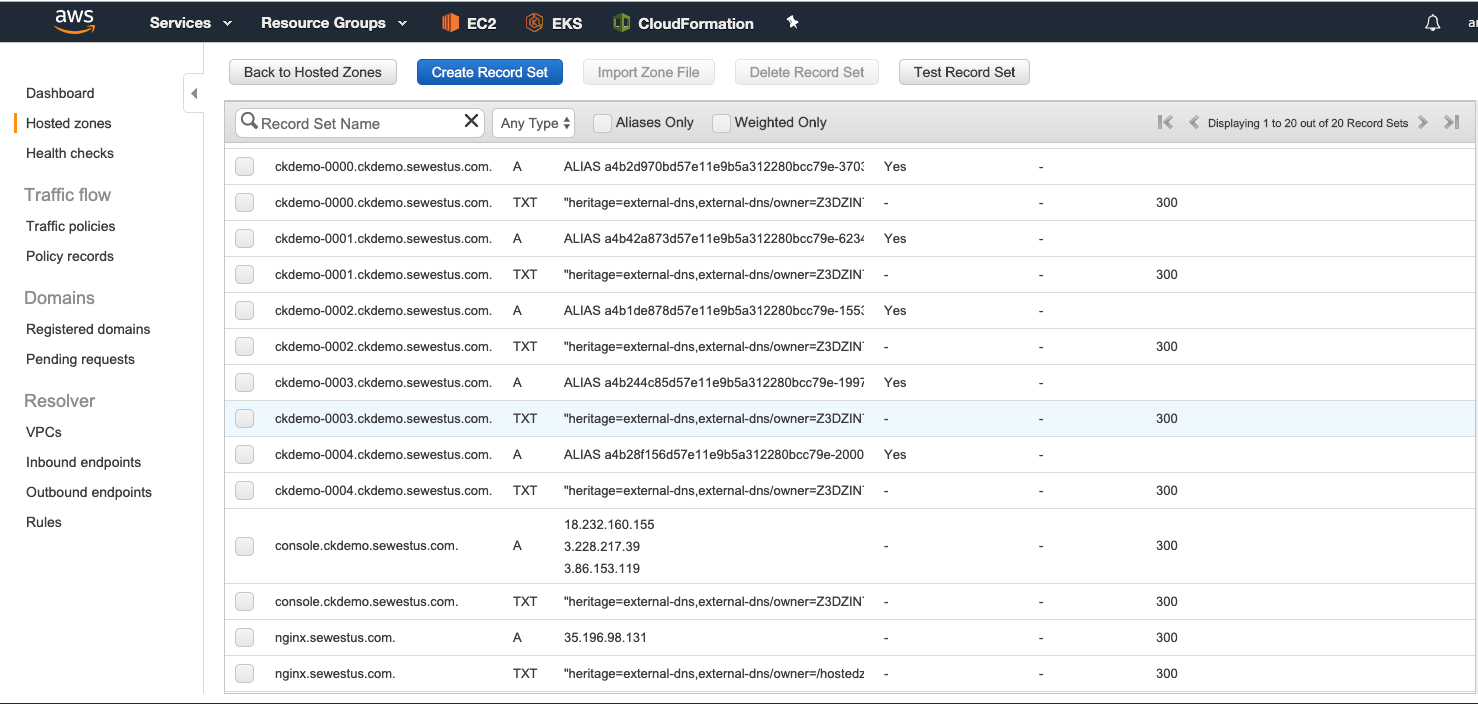 aws Services Resource Groups EC2 EKS CloudFormation
Back to Hosted Zones Create Record Set Import Zone File Delete Record Set Test Record Set
Dashboard
Hosted zones
Health checks
Traffic flow
Traffic policies
Policy records
Domains
Registered domains
Pending requests
Resolver
VPCs
Inbound endpoints
Outbound endpoints
Rules
Record Set Name Any Type Aliases Only Weighted Only Displaying 1 to 20 out of 20 Record Sets
ckdemo-0000.ckdemo.sewestus.com. A ALIAS a4b2d970bd57e11e9b5a312280bcc79e-3703 Yes -
ckdemo-0000.ckdemo.sewestus.com. TXT "heritage=external-dns,external-dns/owner=Z3DZIN - - 300
ckdemo-0001.ckdemo.sewestus.com. A ALIAS a4b42a873d57e11e9b5a312280bcc79e-6234 Yes -
ckdemo-0001.ckdemo.sewestus.com. TXT "heritage=external-dns,external-dns/owner=Z3DZIN - - 300
ckdemo-0002.ckdemo.sewestus.com. A ALIAS a4b1de878d57e11e9b5a312280bcc79e-1553 Yes -
ckdemo-0002.ckdemo.sewestus.com. TXT "heritage=external-dns,external-dns/owner=Z3DZIN - - 300
ckdemo-0003.ckdemo.sewestus.com. A ALIAS a4b244c85d57e11e9b5a312280bcc79e-1997 Yes -
ckdemo-0003.ckdemo.sewestus.com. TXT "heritage=external-dns,external-dns/owner=Z3DZIN - - 300
ckdemo-0004.ckdemo.sewestus.com. A ALIAS a4b28f156d57e11e9b5a312280bcc79e-2000 Yes -
ckdemo-0004.ckdemo.sewestus.com. TXT "heritage=external-dns,external-dns/owner=Z3DZIN - - 300
18.232.160.155
console.ckdemo.sewestus.com. A 3.228.217.39 - - 300
3.86.153.119
console.ckdemo.sewestus.com. TXT "heritage=external-dns,external-dns/owner=Z3DZIN - - 300
nginx.sewestus.com. A 35.196.98.131 - - 300
nginx.sewestus.com. TXT "heritage=external-dns,external-dns/owner=/hostedz - - 300